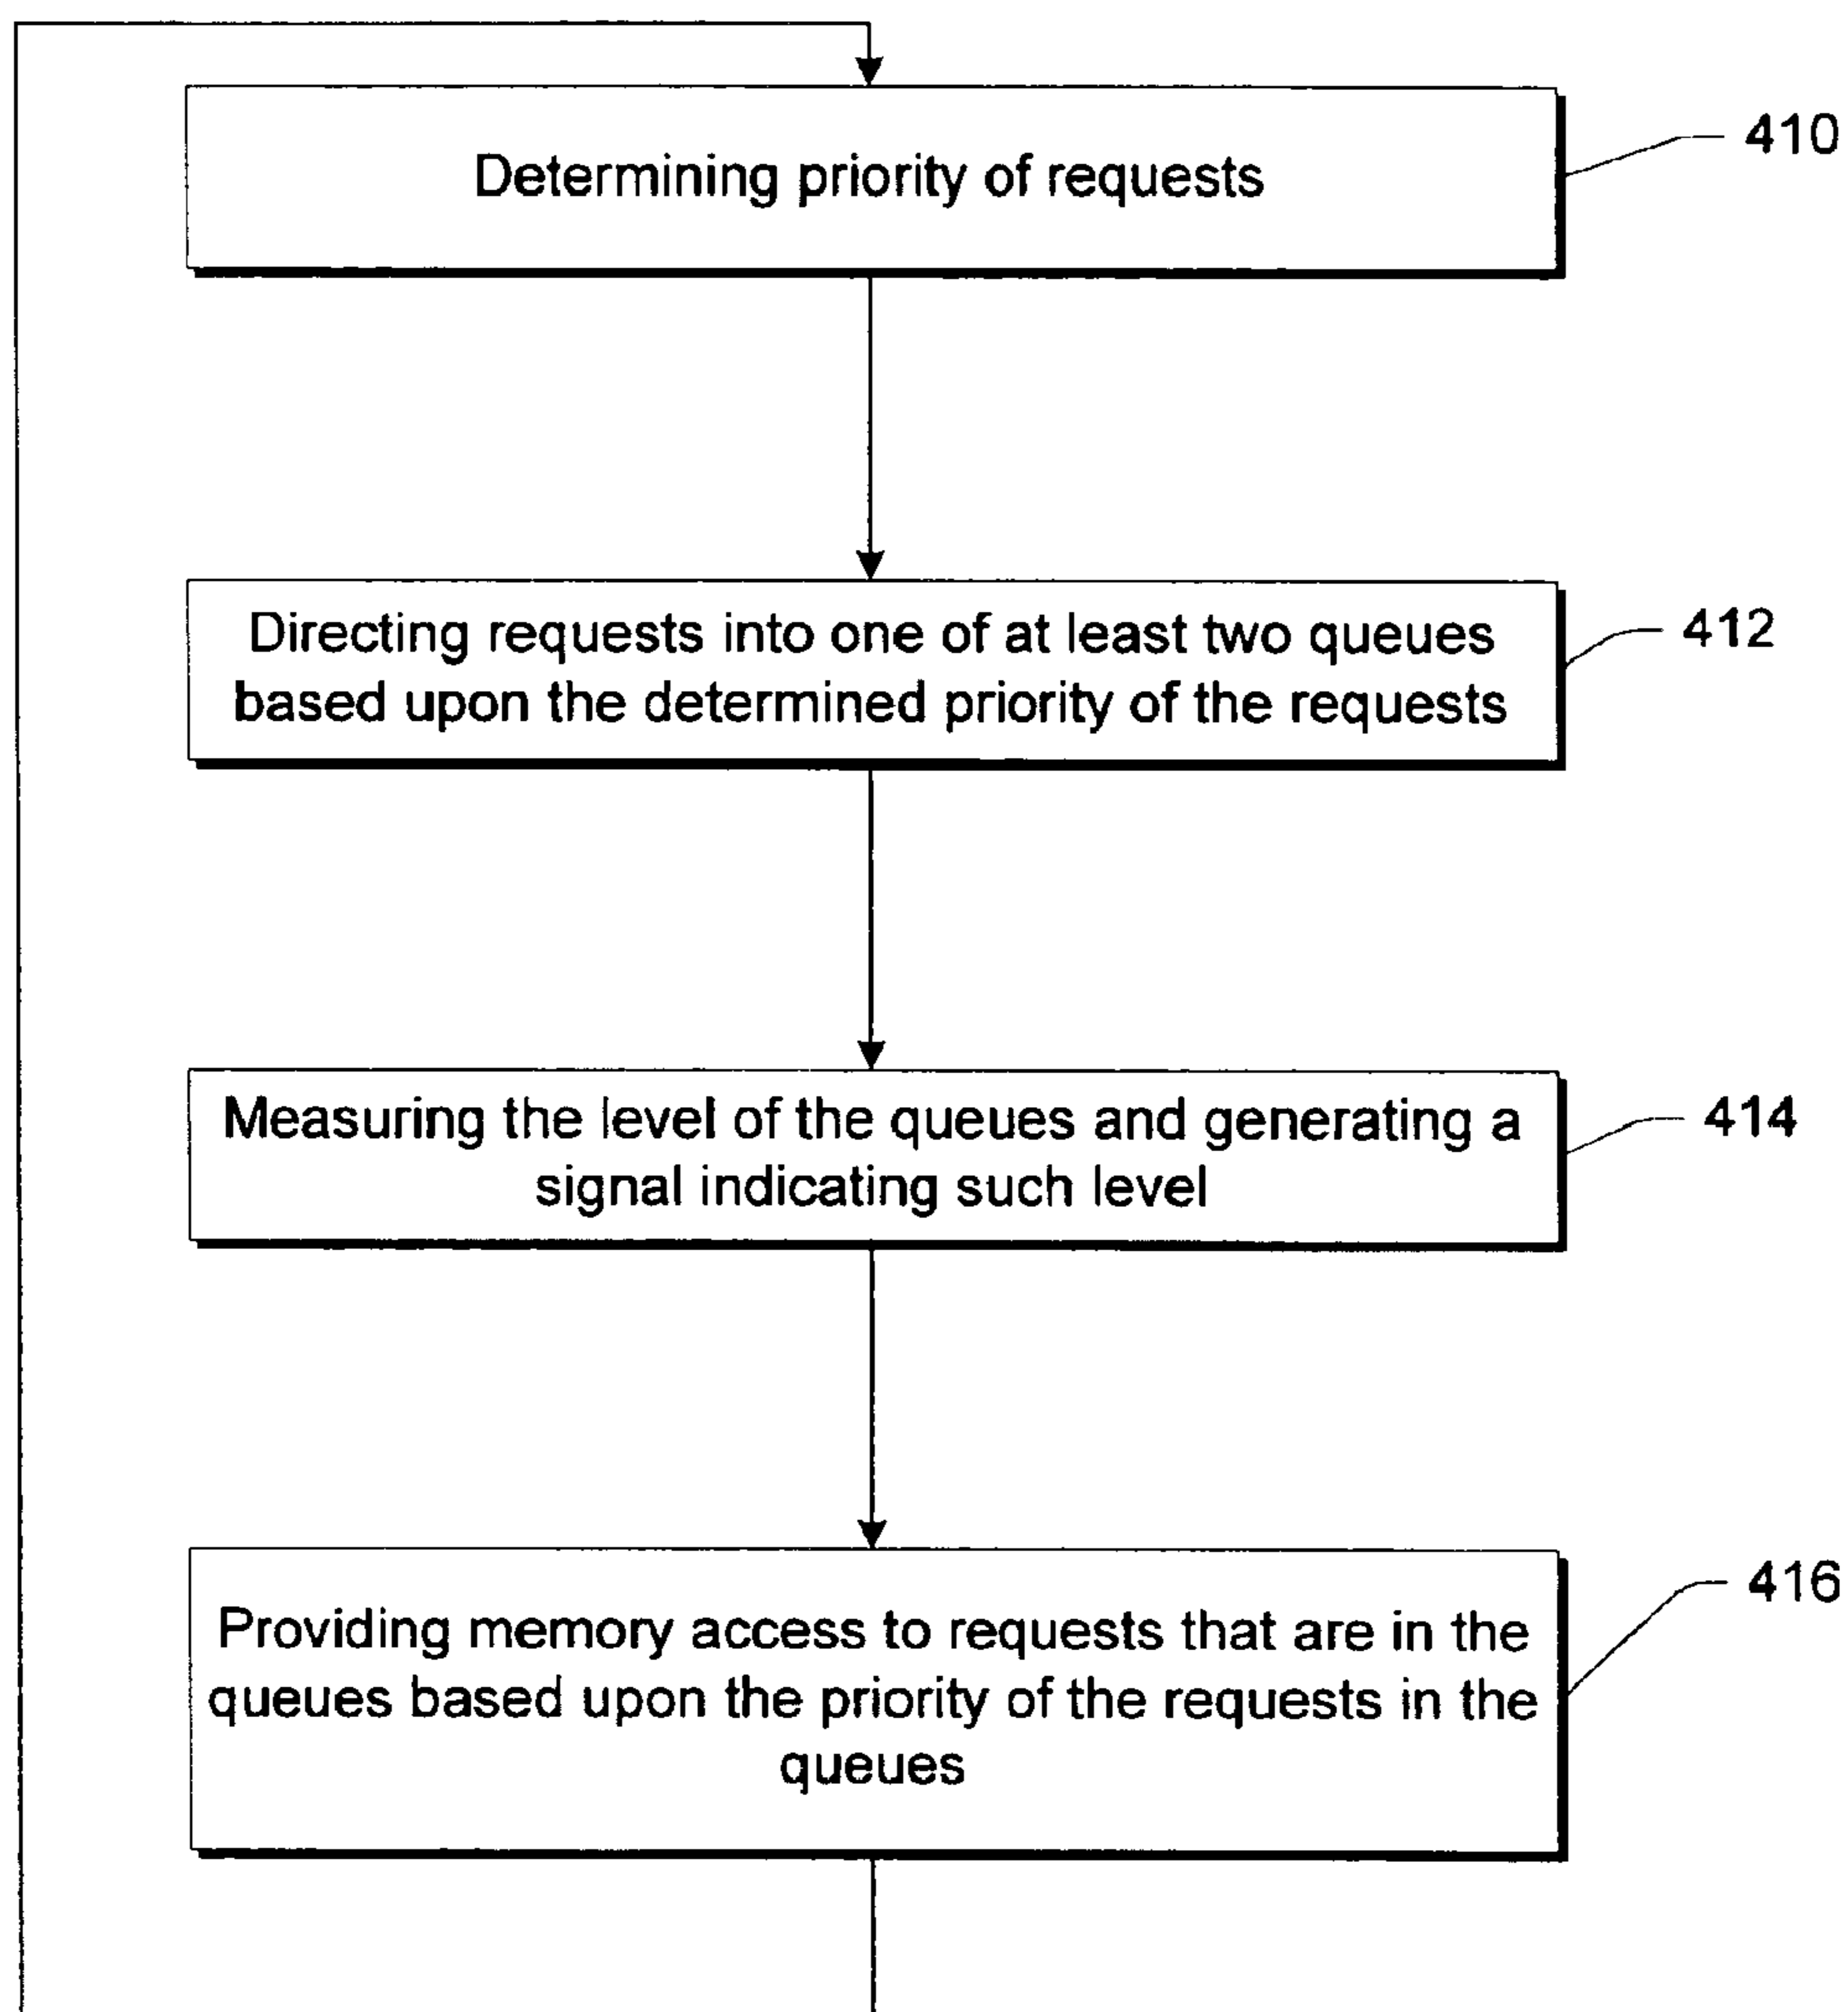 Determining priority of requests
410
Directing requests into one of at least two queues
based upon the determined priority of the requests
412
Measuring the level of the queues and generating a
signal indicating such level
414
Providing memory access to requests that are in the
queues based upon the priority of the requests in the
queues
416